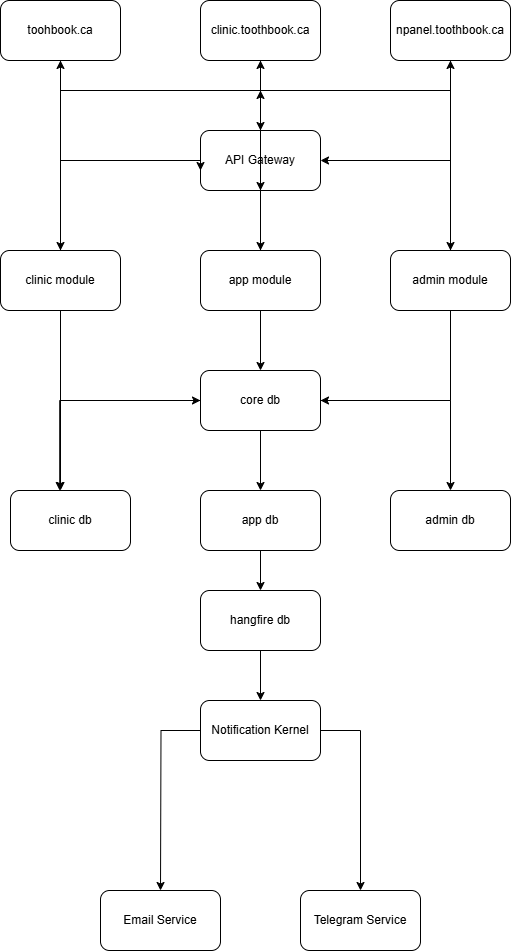 toohbook.ca
clinic.toothbook.ca
npanel.toothbook.ca
API Gateway
clinic module
app module
admin module
core db
clinic db
app db
admin db
hangfire db
Notification Kernel
Email Service
Telegram Service